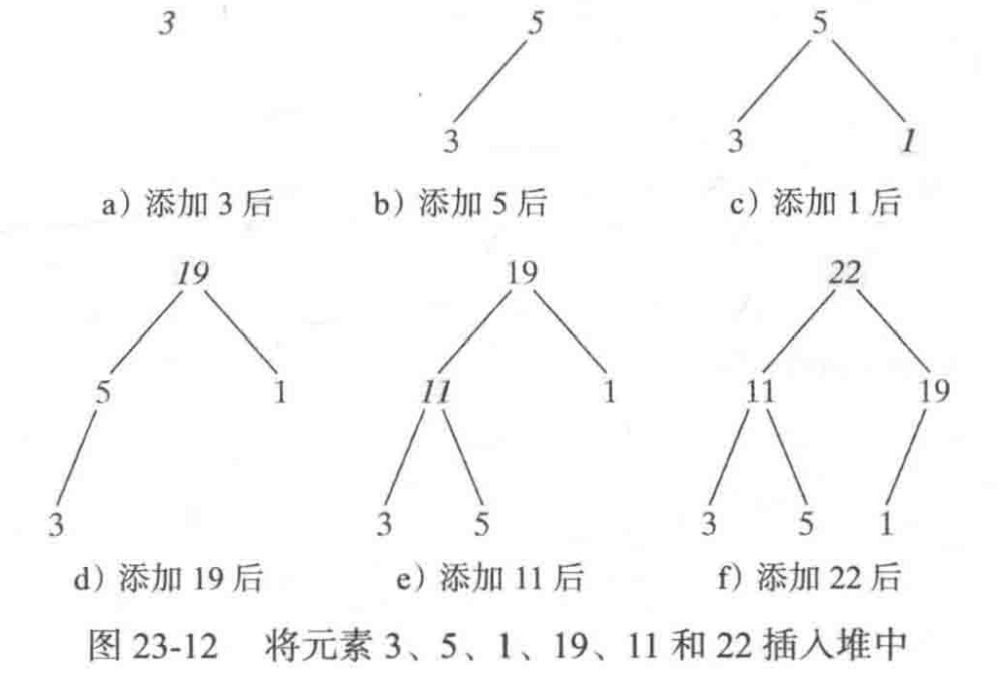 3 5 5
3 3 1
a) 添加 3 后 b) 添加 5 后 c) 添加 1 后
19 19 22
5 1 11 1 11 19
3 3 5 3 5 1
d) 添加 19 后 e) 添加 11 后 f) 添加 22 后
图 23-12 将元素 3、5、1、19、11 和 22 插入堆中